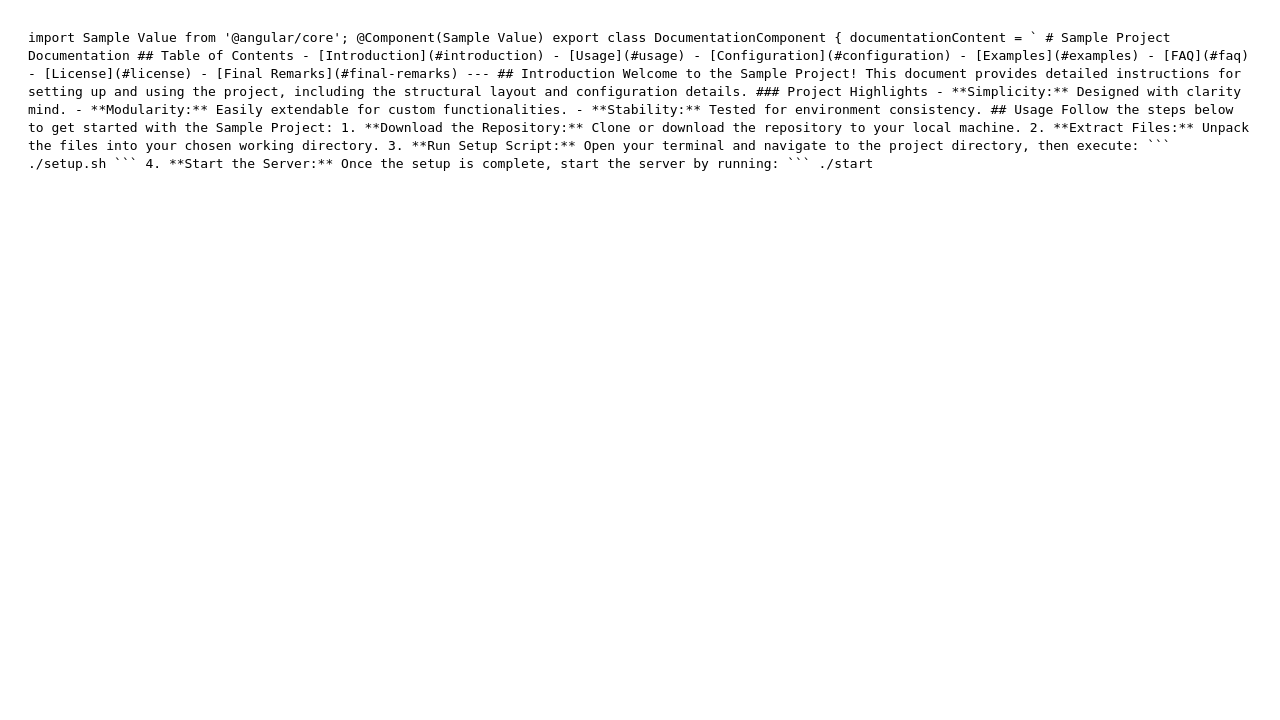 import Sample Value from '@angular/core'; @Component(Sample Value) export class DocumentationComponent { documentationContent = ` # Sample Project
Documentation ## Table of Contents - [Introduction](#introduction) - [Usage](#usage) - [Configuration](#configuration) - [Examples](#examples) - [FAQ](#faq)
- [License](#license) - [Final Remarks](#final-remarks) --- ## Introduction Welcome to the Sample Project! This document provides detailed instructions for
setting up and using the project, including the structural layout and configuration details. ### Project Highlights - **Simplicity:** Designed with clarity
mind. - **Modularity:** Easily extendable for custom functionalities. - **Stability:** Tested for environment consistency. ## Usage Follow the steps below
to get started with the Sample Project: 1. **Download the Repository:** Clone or download the repository to your local machine. 2. **Extract Files:** Unpack
the files into your chosen working directory. 3. **Run Setup Script:** Open your terminal and navigate to the project directory, then execute: ```
./setup.sh ``` 4. **Start the Server:** Once the setup is complete, start the server by running: ``` ./start